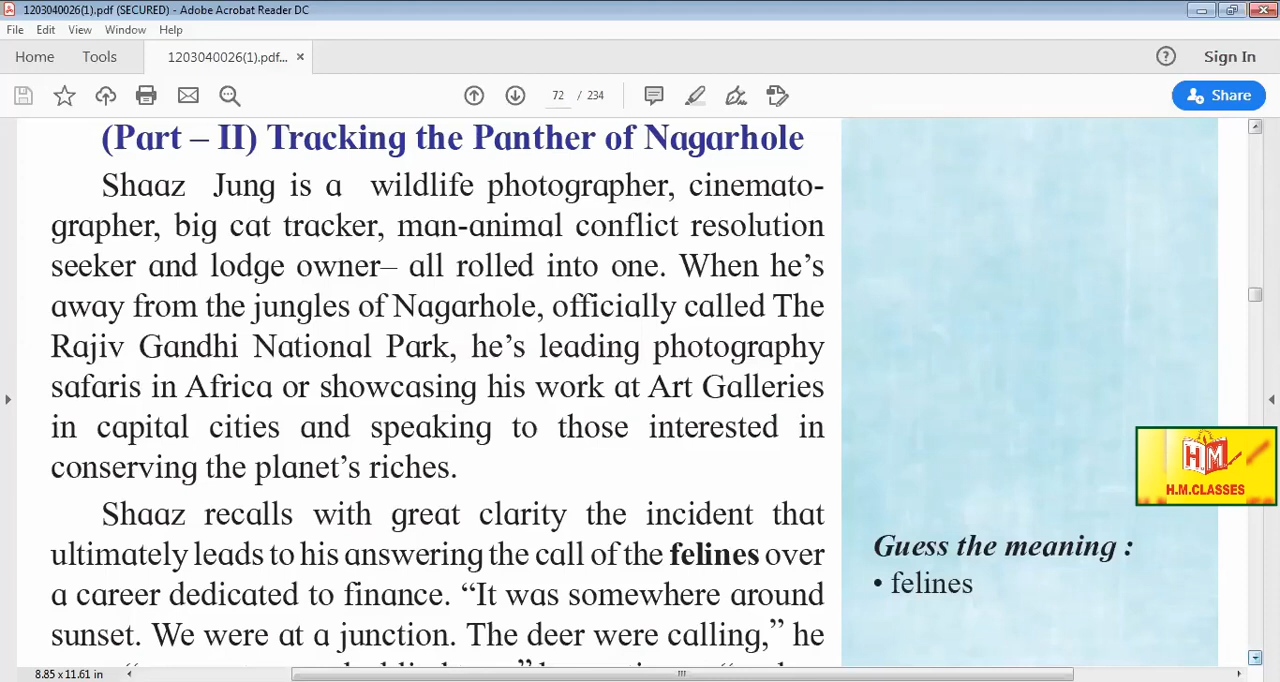 1203040026(1).pdf (SECURED) - Adobe Acrobat Reader DC
File Edit View Window Help
Home Tools 1203040026(1).pdf... × ? Sign In
72 / 234 Share
(Part – II) Tracking the Panther of Nagarhole
Shaaz Jung is a wildlife photographer, cinemato-
grapher, big cat tracker, man-animal conflict resolution
seeker and lodge owner– all rolled into one. When he’s
away from the jungles of Nagarhole, officially called The
Rajiv Gandhi National Park, he’s leading photography
safaris in Africa or showcasing his work at Art Galleries
in capital cities and speaking to those interested in
conserving the planet’s riches.
Shaaz recalls with great clarity the incident that
ultimately leads to his answering the call of the felines over
a career dedicated to finance. “It was somewhere around
sunset. We were at a junction. The deer were calling,” he
Guess the meaning :
• felines
H.M
H.M.CLASSES
8.85 x 11.61 in